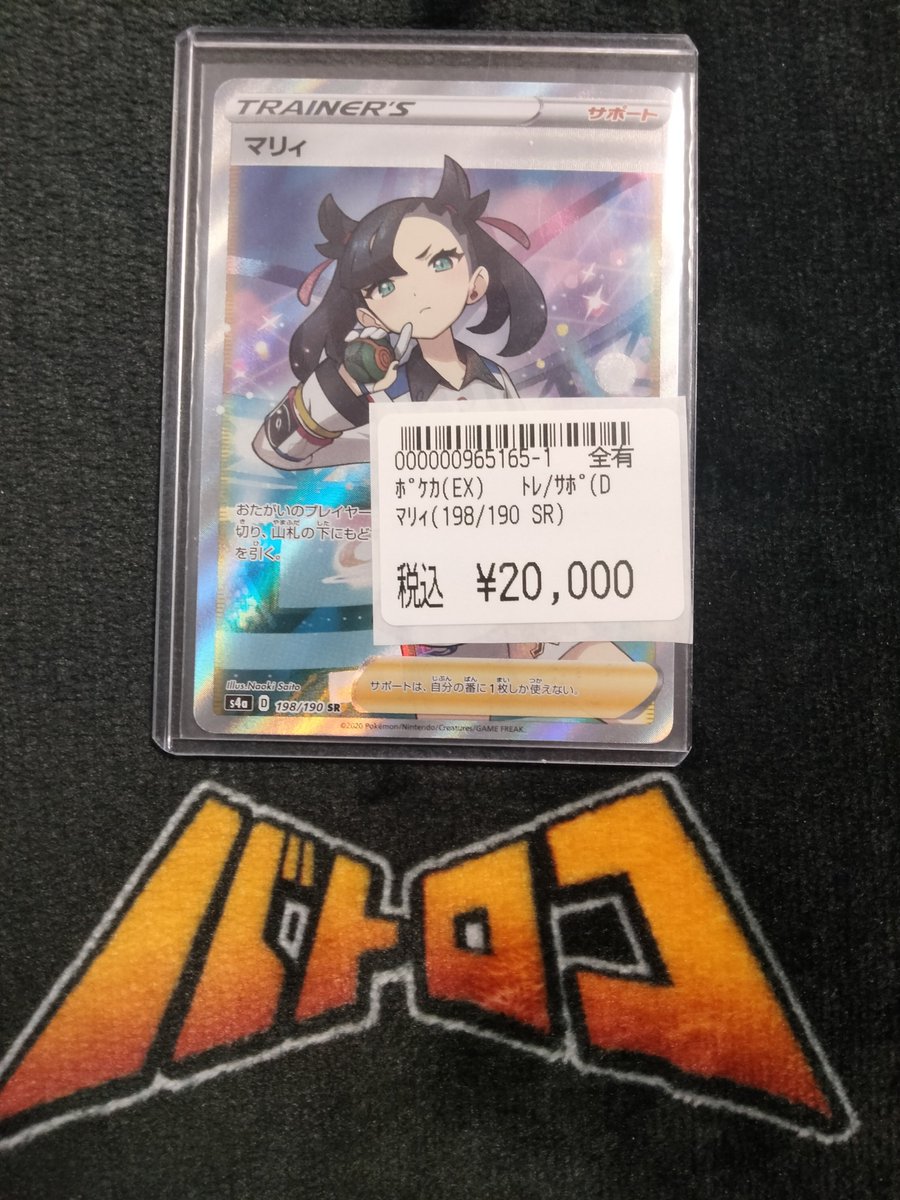 TRAINER'S サポート
マリィ
000000965165-1 全有
ﾎﾟｹｶ(EX) ﾄﾚ/ｻﾎﾟ(D
ﾏﾘｨ(198/190 SR)
税込 ¥20,000
おたがいのプレイヤー
切り、山札の下にもど
を引く。
サポートは、自分の番に1枚しか使えない。
Illus. Naoki Saito
s4a D 198/190 SR
©2020 Pokémon/Nintendo/Creatures/GAME FREAK.
バトロコ